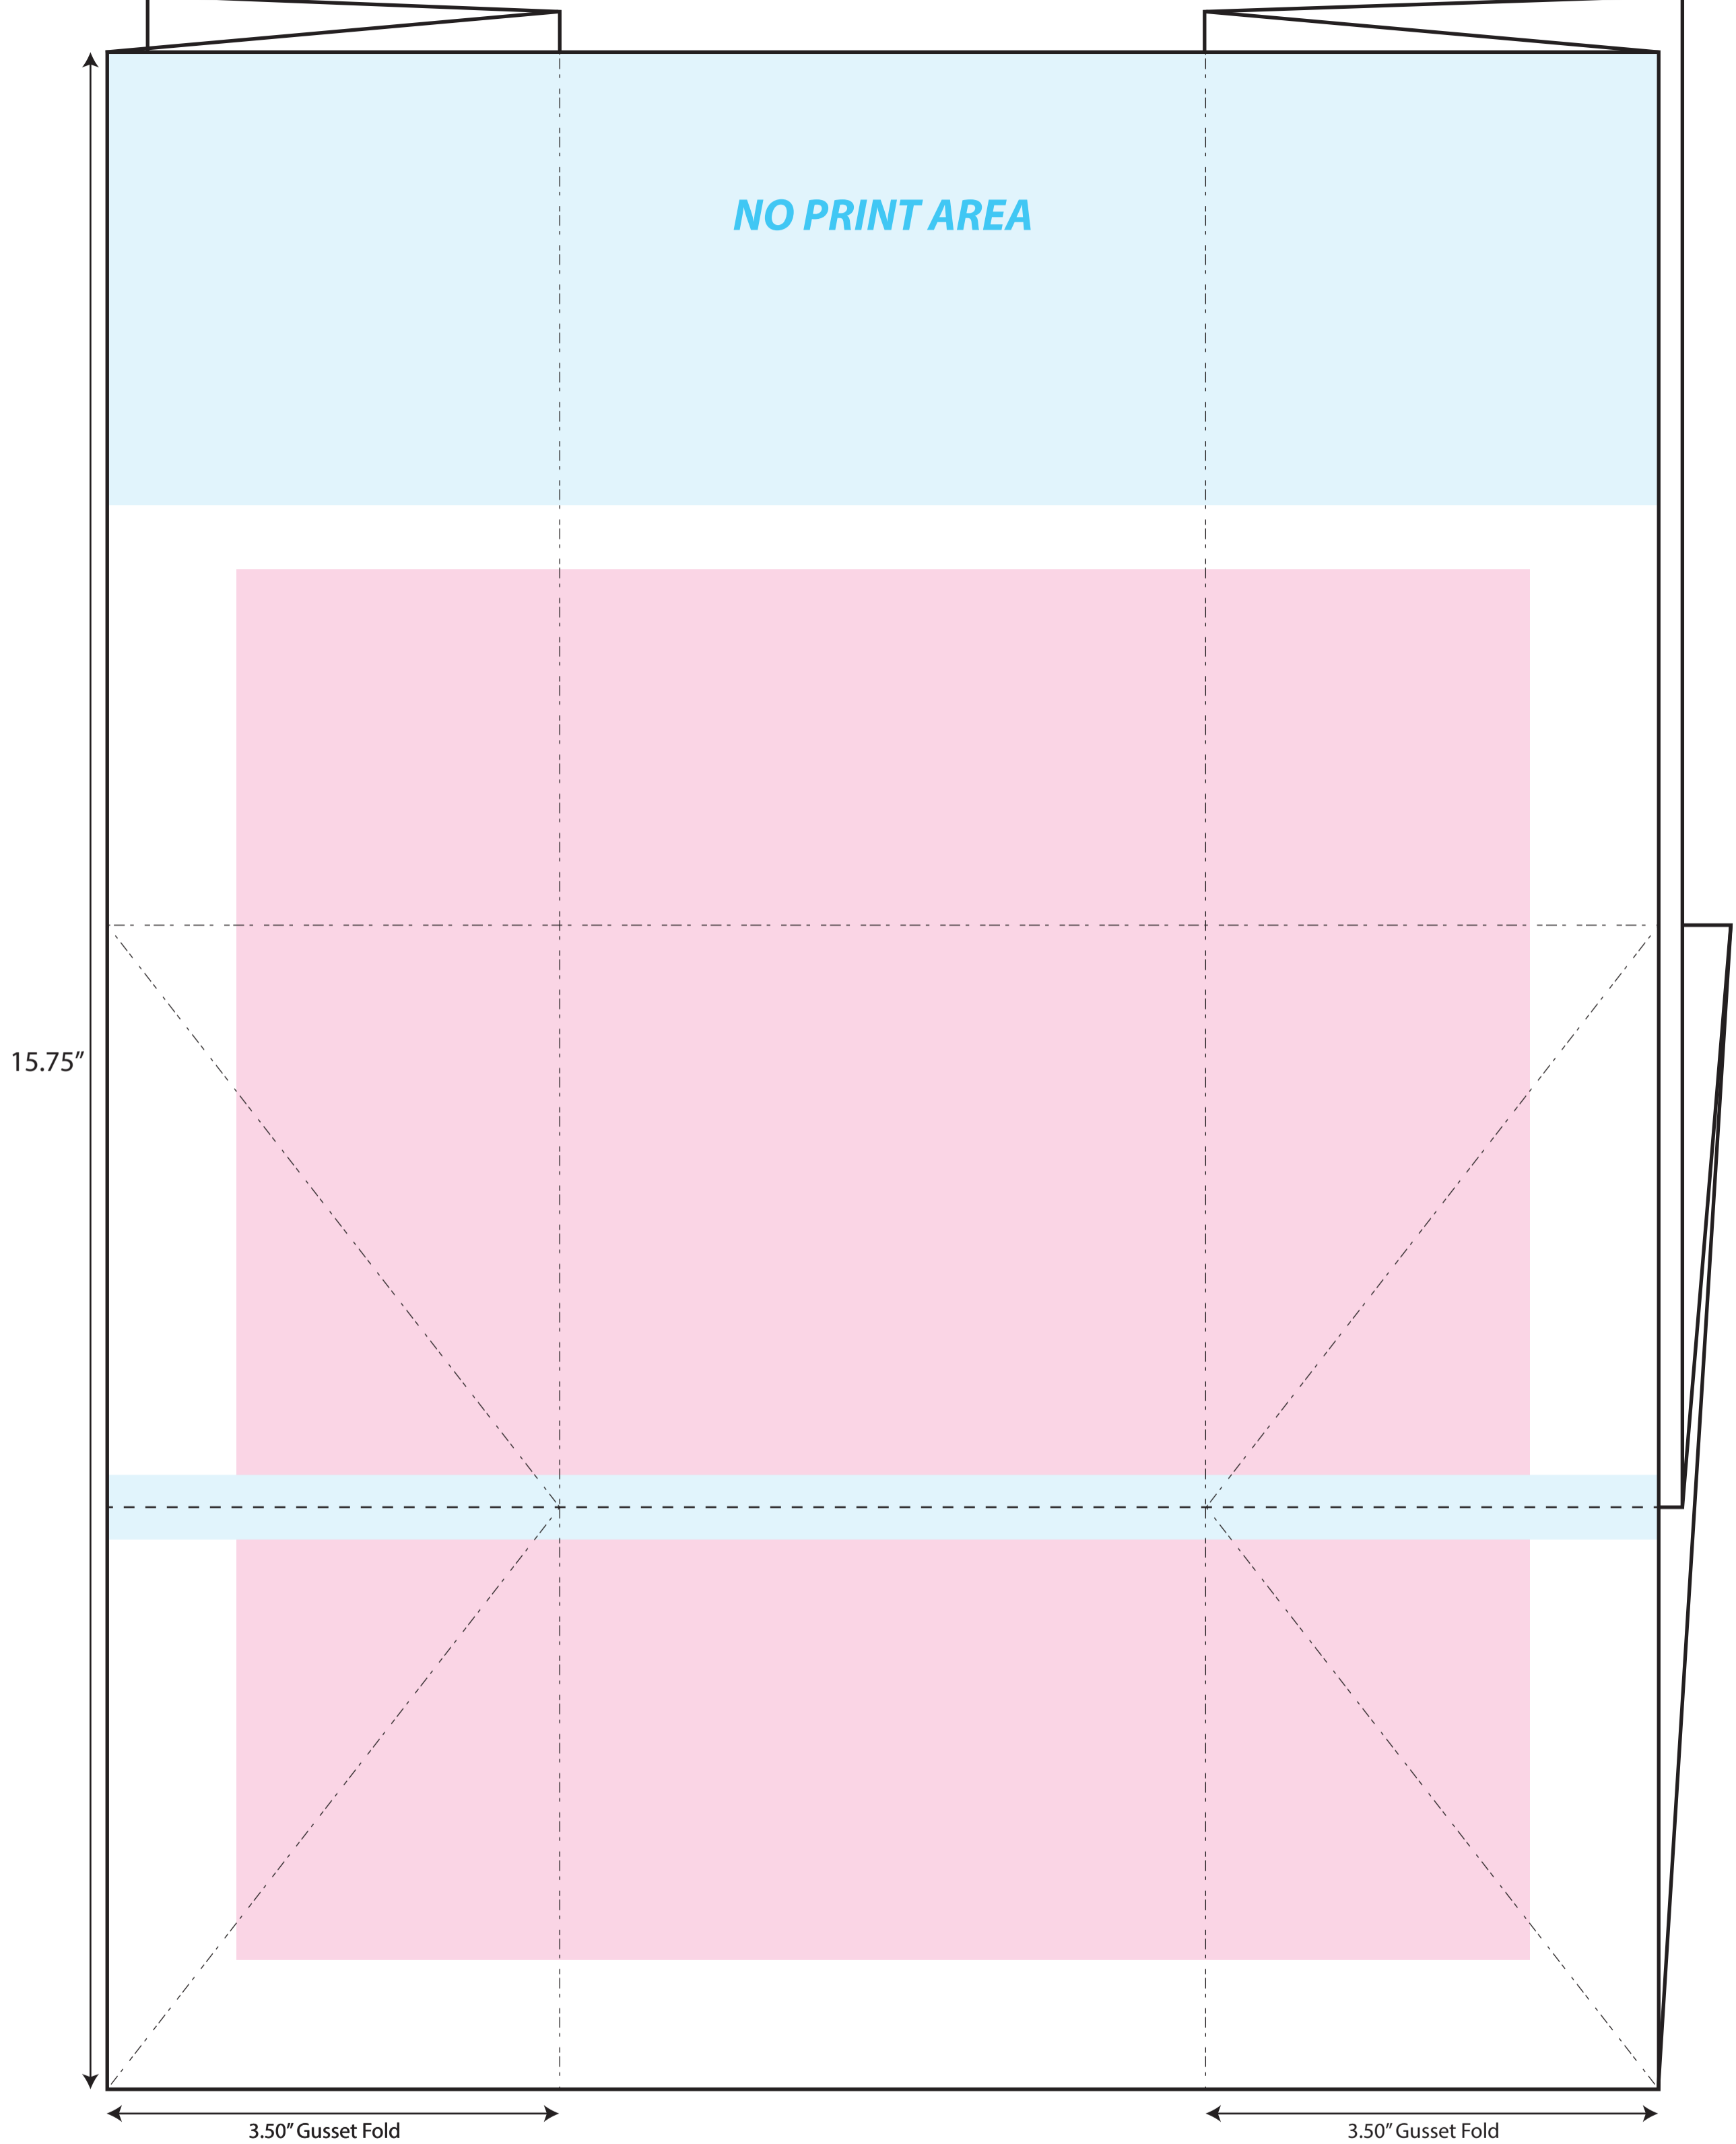 NO PRINT AREA
15.75”
3.50” Gusset Fold
3.50” Gusset Fold